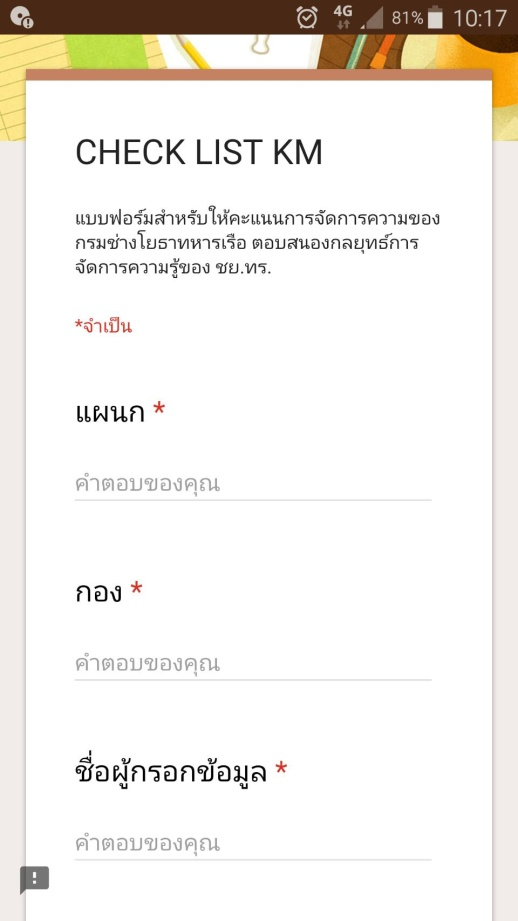 4G 81% 10:17
CHECK LIST KM
แบบฟอร์มสำหรับให้คะแนนการจัดการความของ
กรมช่างโยธาทหารเรือ ตอบสนองกลยุทธ์การ
จัดการความรู้ของ ชย.ทร.
*จำเป็น
แผนก *
คำตอบของคุณ
กอง *
คำตอบของคุณ
ชื่อผู้กรอกข้อมูล *
คำตอบของคุณ